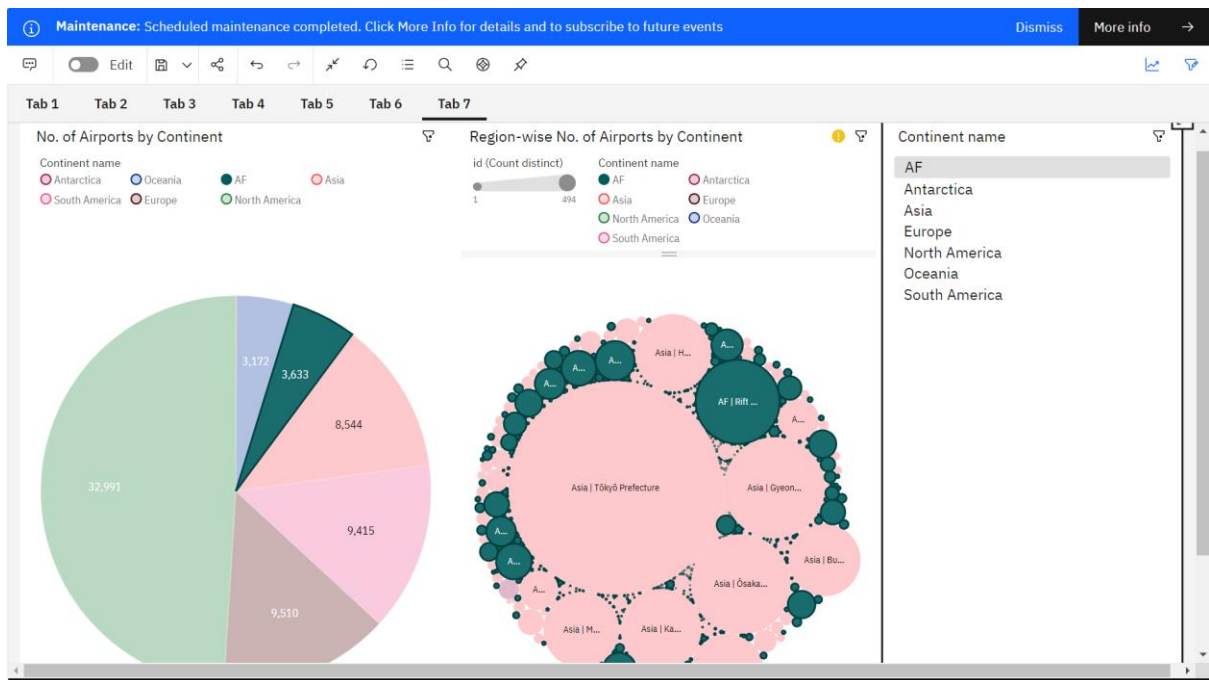 Maintenance: Scheduled maintenance completed. Click More Info for details and to subscribe to future events
Dismiss
More info
Edit
Tab 1
Tab 2
Tab 3
Tab 4
Tab 5
Tab 6
Tab 7
No. of Airports by Continent
Continent name
Antarctica
Oceania
AF
Asia
South America
Europe
North America
3,172
3,633
8,544
32,991
9,415
9,510
Region-wise No. of Airports by Continent
id (Count distinct)
1
494
Continent name
AF
Antarctica
Asia
Europe
North America
Oceania
South America
Asia | H...
A...
A...
A...
A...
AF | Rift ...
A...
Asia | Tōkyō Prefecture
Asia | Gyeon...
A...
A...
Asia | Bu...
Asia | Ōsaka...
A...
Asia | M...
Asia | Ka...
Continent name
AF
Antarctica
Asia
Europe
North America
Oceania
South America